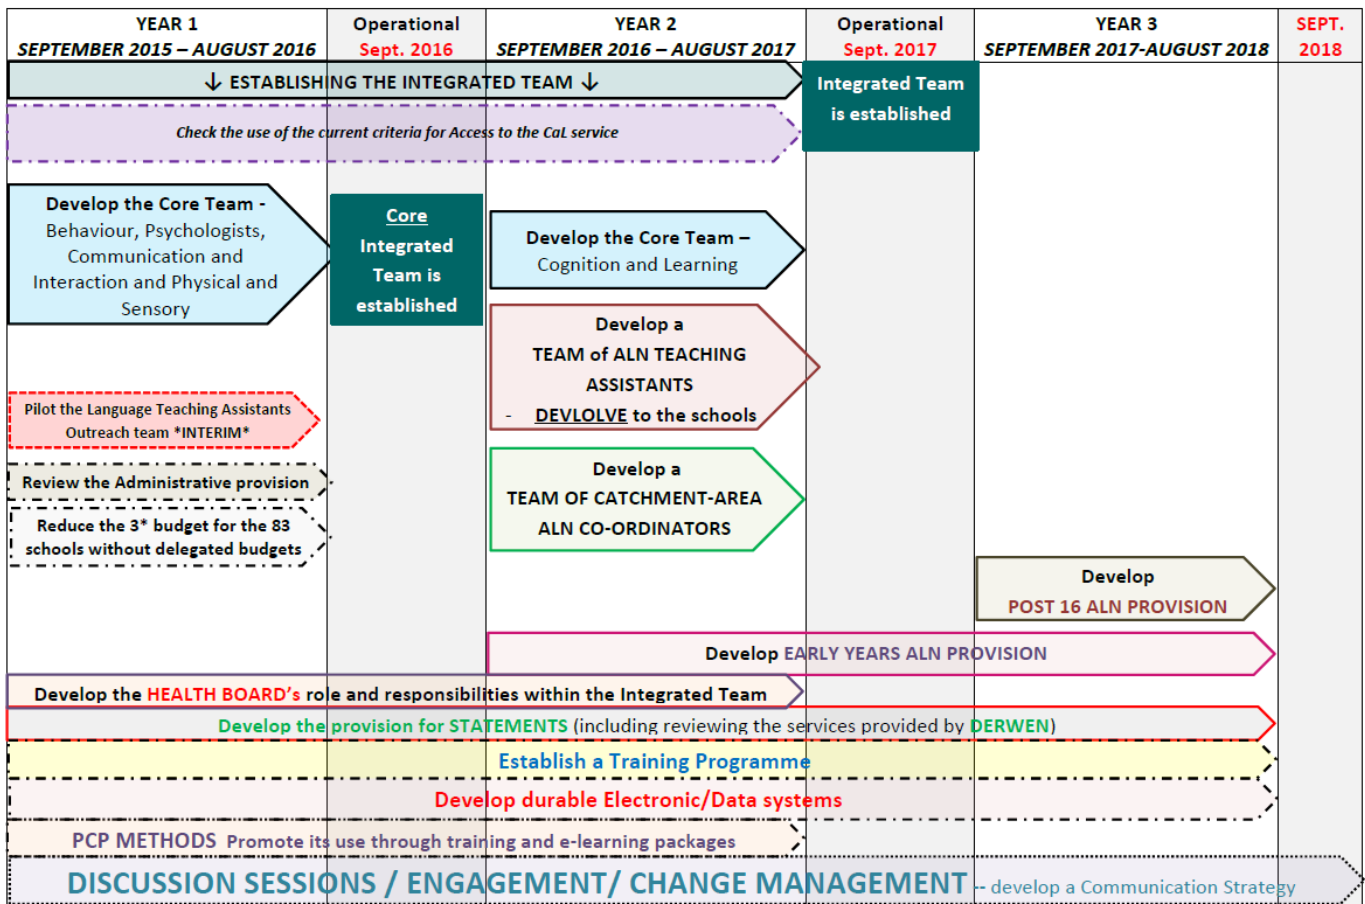 YEAR 1
SEPTEMBER 2015 – AUGUST 2016
Operational
Sept. 2016
YEAR 2
SEPTEMBER 2016 – AUGUST 2017
Operational
Sept. 2017
YEAR 3
SEPTEMBER 2017-AUGUST 2018
SEPT.
2018
↓ ESTABLISHING THE INTEGRATED TEAM ↓
Integrated Team
is established
Check the use of the current criteria for Access to the CaL service
Develop the Core Team -
Behaviour, Psychologists,
Communication and
Interaction and Physical and
Sensory
Core
Integrated
Team is
established
Develop the Core Team –
Cognition and Learning
Develop a
TEAM of ALN TEACHING
ASSISTANTS
- DEVLOLVE to the schools
Pilot the Language Teaching Assistants
Outreach team *INTERIM*
Review the Administrative provision
Reduce the 3* budget for the 83
schools without delegated budgets
Develop a
TEAM OF CATCHMENT-AREA
ALN CO-ORDINATORS
Develop
POST 16 ALN PROVISION
Develop EARLY YEARS ALN PROVISION
Develop the HEALTH BOARD's role and responsibilities within the Integrated Team
Develop the provision for STATEMENTS (including reviewing the services provided by DERWEN)
Establish a Training Programme
Develop durable Electronic/Data systems
PCP METHODS Promote its use through training and e-learning packages
DISCUSSION SESSIONS / ENGAGEMENT/ CHANGE MANAGEMENT -- develop a Communication Strategy